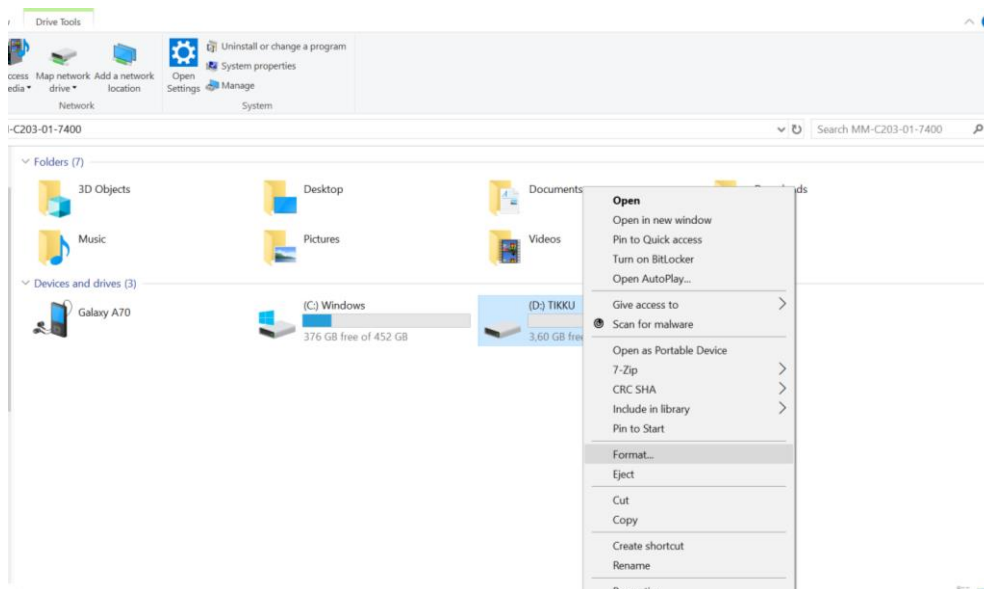 Drive Tools
Map network
drive
Add a network
location
Open
Settings
Uninstall or change a program
System properties
Manage
Network
System
-C203-01-7400
Search MM-C203-01-7400
Folders (7)
3D Objects
Desktop
Documents
Music
Pictures
Videos
Devices and drives (3)
Galaxy A70
(C:) Windows
376 GB free of 452 GB
(D:) TIKKU
3,60 GB free
Open
Open in new window
Pin to Quick access
Turn on BitLocker
Open AutoPlay...
Give access to
Scan for malware
Open as Portable Device
7-Zip
CRC SHA
Include in library
Pin to Start
Format...
Eject
Cut
Copy
Create shortcut
Rename